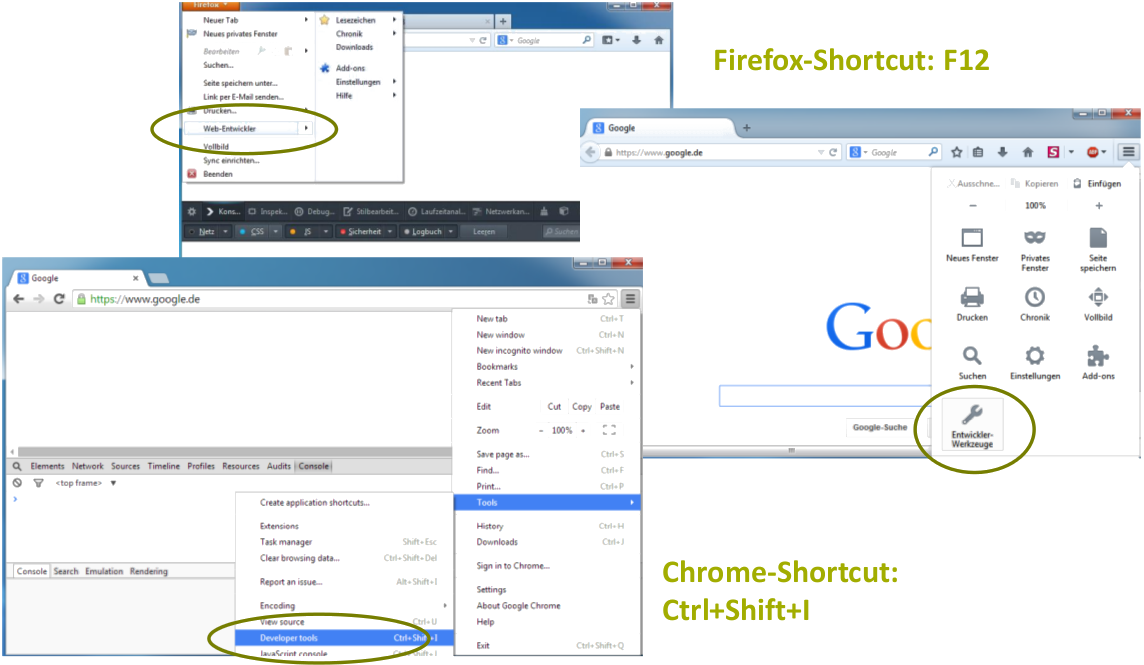 Firefox
Neuer Tab
Neues privates Fenster
Bearbeiten
Suchen...
Seite speichern unter...
Link per E-Mail senden...
Drucken...
Web-Entwickler
Vollbild
Sync einrichten...
Beenden
Lesezeichen
Chronik
Downloads
Add-ons
Einstellungen
Hilfe
Google
Kons... Inspek... Debug... Stilbearbeit... Laufzeitanal... Netzwerkan...
Netz CSS JS Sicherheit Logbuch Leeren Suchen
Firefox-Shortcut: F12
Google
https://www.google.de Google
Ausschne... Kopieren Einfügen
− 100% +
Neues Fenster
Privates Fenster
Seite speichern
Drucken Chronik Vollbild
Suchen Einstellungen Add-ons
Entwickler-
Werkzeuge
Goo
Google-Suche
Google
https://www.google.de
New tab Ctrl+T
New window Ctrl+N
New incognito window Ctrl+Shift+N
Bookmarks
Recent Tabs
Edit Cut Copy Paste
Zoom − 100% +
Save page as... Ctrl+S
Find... Ctrl+F
Print... Ctrl+P
Tools
History Ctrl+H
Downloads Ctrl+J
Sign in to Chrome...
Settings
About Google Chrome
Help
Exit Ctrl+Shift+Q
Elements Network Sources Timeline Profiles Resources Audits Console
<top frame>
Console Search Emulation Rendering
Create application shortcuts...
Extensions
Task manager Shift+Esc
Clear browsing data... Ctrl+Shift+Del
Report an issue... Alt+Shift+I
Encoding
View source Ctrl+U
Developer tools Ctrl+Shift+I
JavaScript console Ctrl+Shift+J
Chrome-Shortcut:
Ctrl+Shift+I